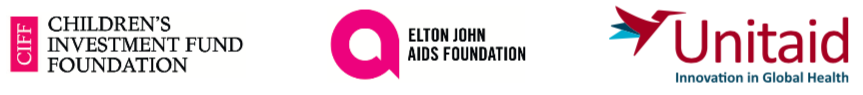 CIFF
CHILDREN'S
INVESTMENT FUND
FOUNDATION
ELTON JOHN
AIDS FOUNDATION
Unitaid
Innovation in Global Health